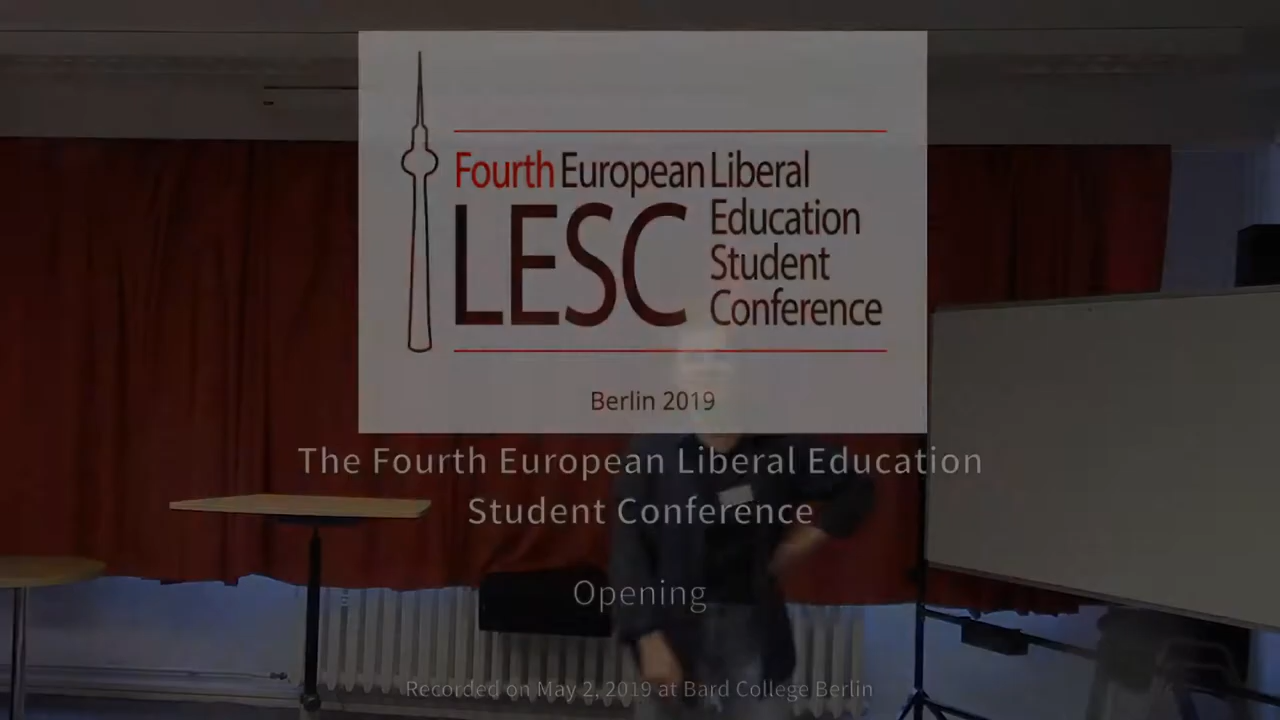 Fourth European Liberal
LESC Education
Student
Conference
Berlin 2019
The Fourth European Liberal Education
Student Conference
Opening
Recorded on May 2, 2019 at Bard College Berlin